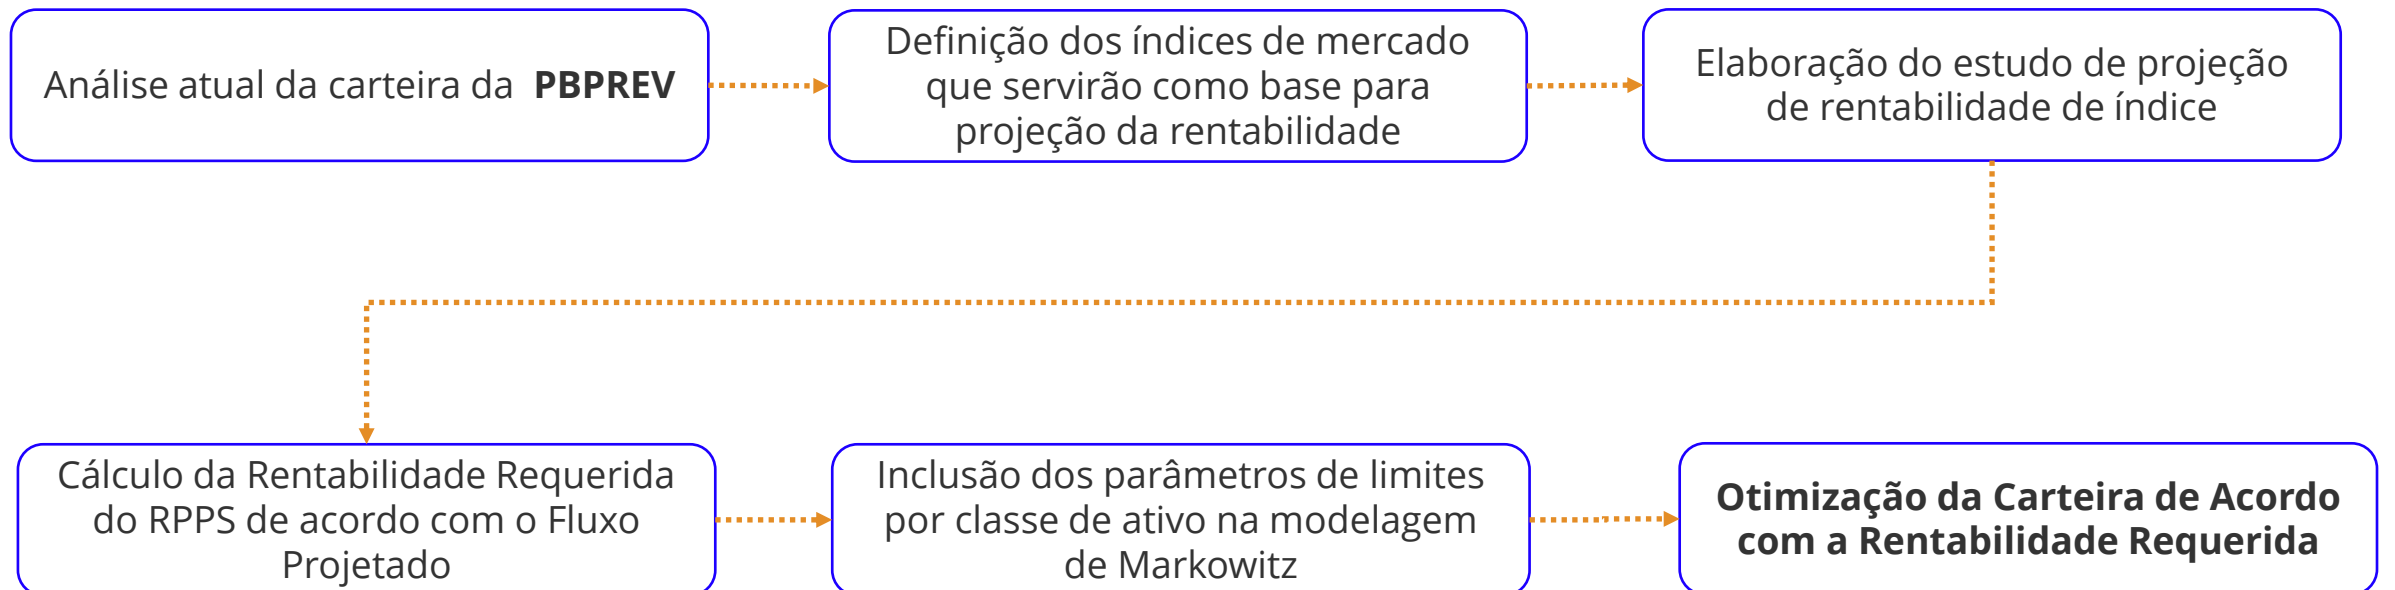 Análise atual da carteira da PBPREV
Definição dos índices de mercado
que servirão como base para
projeção da rentabilidade
Elaboração do estudo de projeção
de rentabilidade de índice
Cálculo da Rentabilidade Requerida
do RPPS de acordo com o Fluxo
Projetado
Inclusão dos parâmetros de limites
por classe de ativo na modelagem
de Markowitz
Otimização da Carteira de Acordo
com a Rentabilidade Requerida